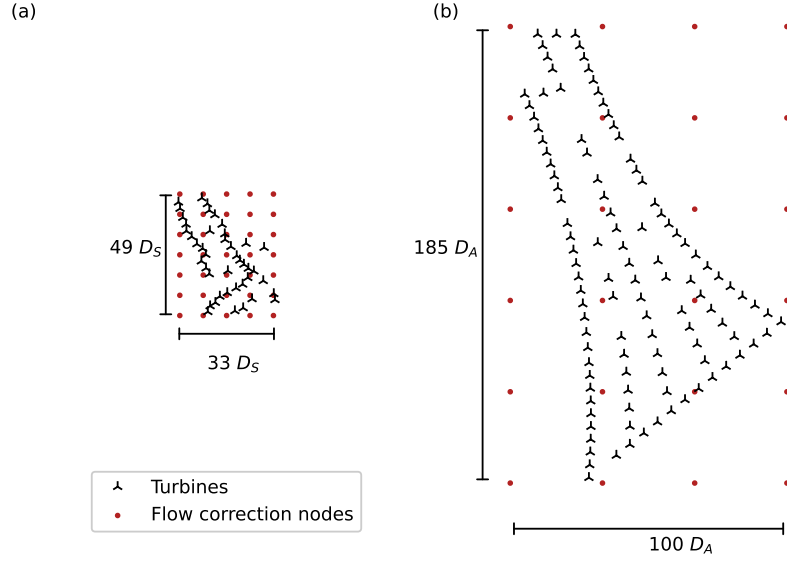 (a)
(b)
49 D_S
185 D_A
33 D_S
Turbines
Flow correction nodes
100 D_A